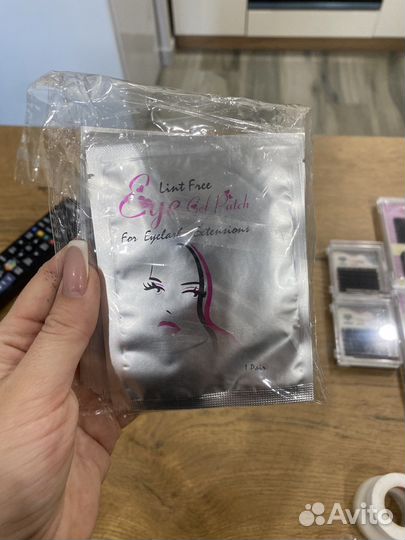 Lint Free
Eye Gel Patch
For Eyelash Extensions
1 Pair
Avito